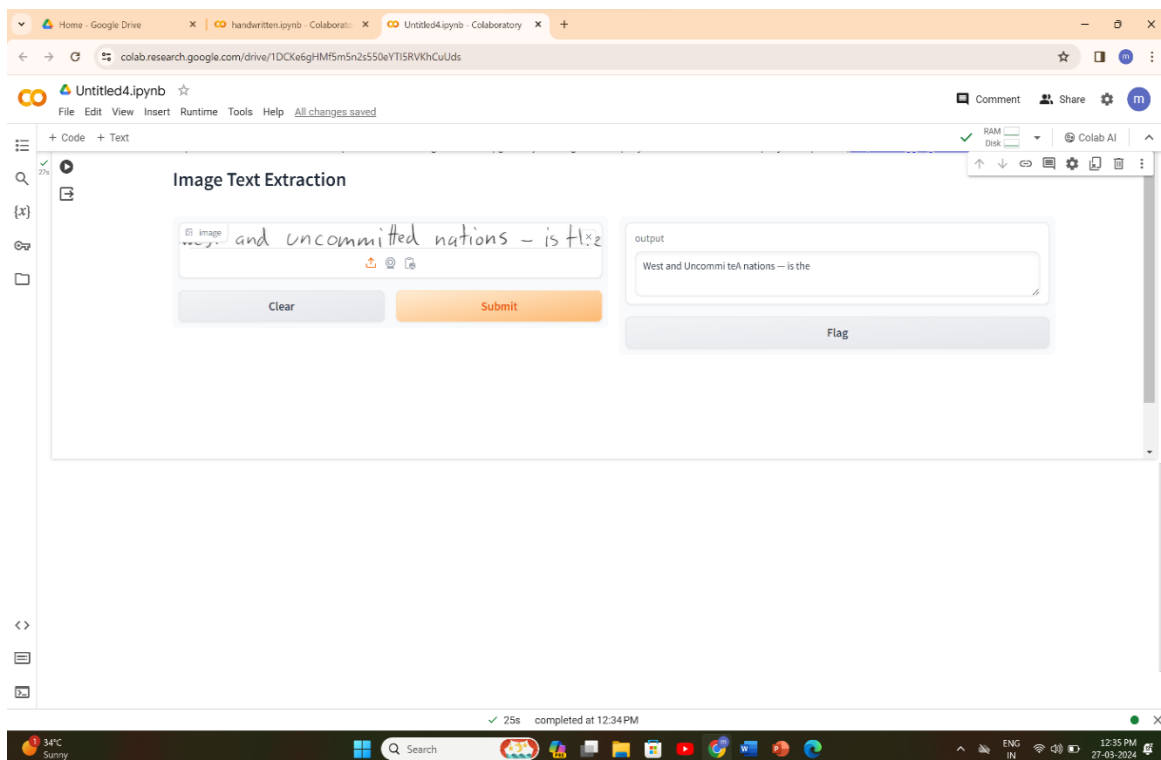 Home - Google Drive
handwritten.ipynb - Colaborato
Untitled4.ipynb - Colaboratory
colab.research.google.com/drive/1DCKe6gHMf5m5n2s550eYTl5RVKhCuUds
Untitled4.ipynb
File Edit View Insert Runtime Tools Help All changes saved
Comment Share m
+ Code + Text
RAM
Disk
Colab AI
27s
Image Text Extraction
image
and uncommitted nations – is the
output
West and Uncommi teA nations — is the
Clear Submit
Flag
{x}
25s completed at 12:34 PM
1
34°C
Sunny
Search
ENG
IN
12:35 PM
27-03-2024